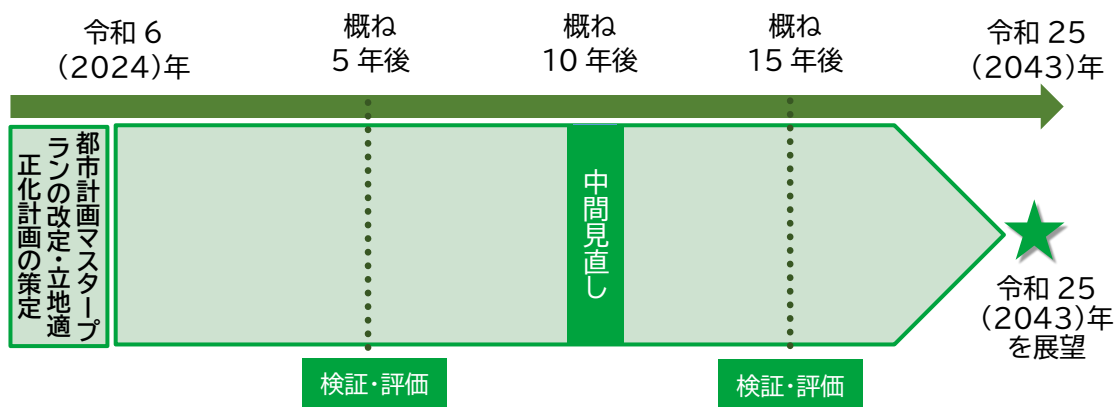 令和 6
(2024)年
概ね
5 年後
概ね
10 年後
概ね
15 年後
令和 25
(2043)年
都市計画マスタープ
ランの改定・立地適
正化計画の策定
中間見直し
令和 25
(2043)年
を展望
検証・評価
検証・評価